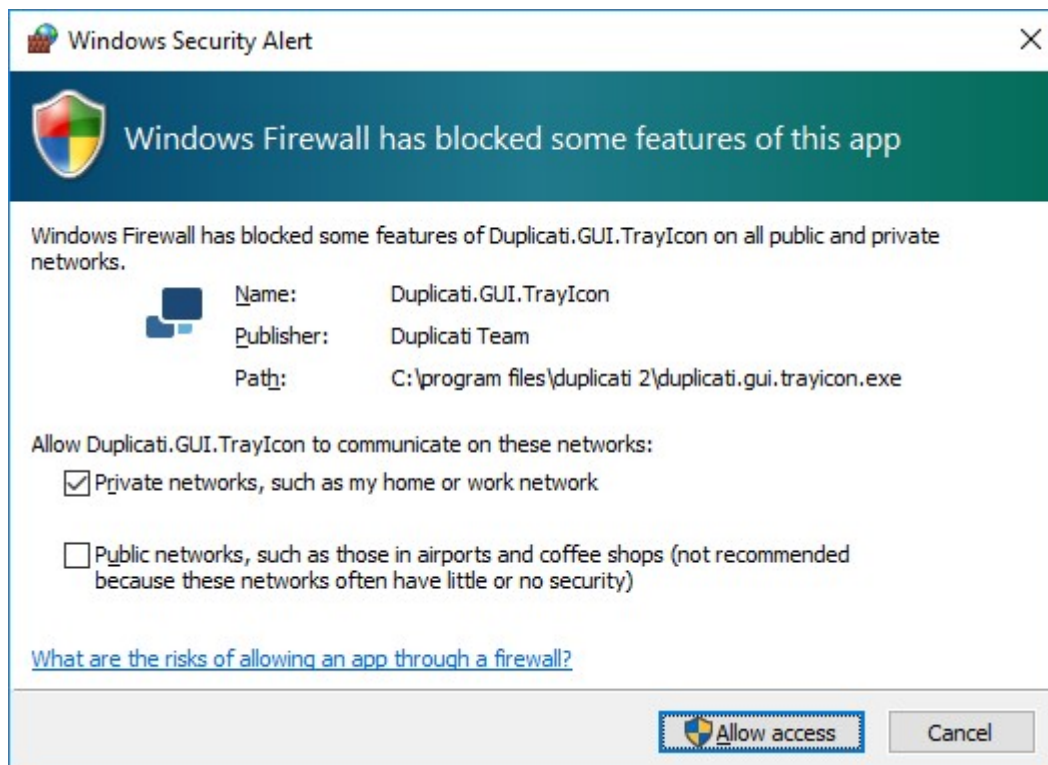 Windows Security Alert
Windows Firewall has blocked some features of this app
Windows Firewall has blocked some features of Duplicati.GUI.TrayIcon on all public and private
networks.
Name: Duplicati.GUI.TrayIcon
Publisher: Duplicati Team
Path: C:\program files\duplicati 2\duplicati.gui.trayicon.exe
Allow Duplicati.GUI.TrayIcon to communicate on these networks:
Private networks, such as my home or work network
Public networks, such as those in airports and coffee shops (not recommended
because these networks often have little or no security)
What are the risks of allowing an app through a firewall?
Allow access Cancel